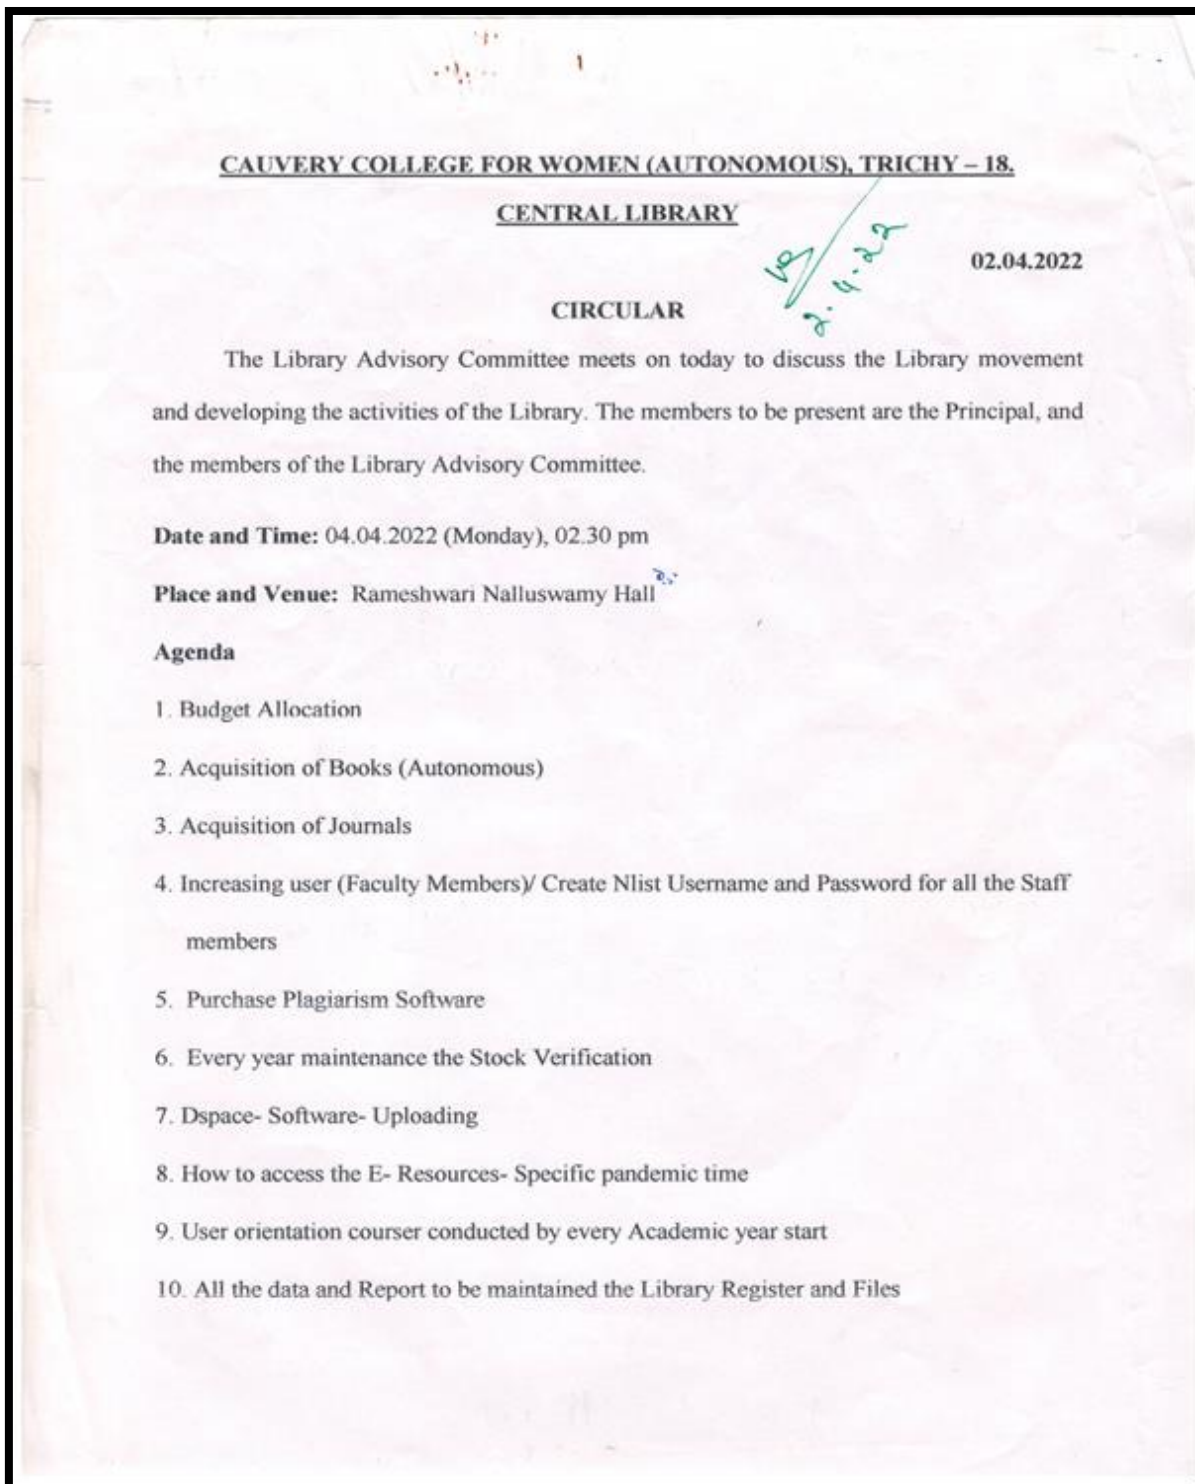 CAUVERY COLLEGE FOR WOMEN (AUTONOMOUS), TRICHY – 18.
CENTRAL LIBRARY
2.4.22
02.04.2022
CIRCULAR
The Library Advisory Committee meets on today to discuss the Library movement
and developing the activities of the Library. The members to be present are the Principal, and
the members of the Library Advisory Committee.
Date and Time: 04.04.2022 (Monday), 02.30 pm
Place and Venue: Rameshwari Nalluswamy Hall
Agenda
1. Budget Allocation
2. Acquisition of Books (Autonomous)
3. Acquisition of Journals
4. Increasing user (Faculty Members)/ Create Nlist Username and Password for all the Staff
members
5. Purchase Plagiarism Software
6. Every year maintenance the Stock Verification
7. Dspace- Software- Uploading
8. How to access the E- Resources- Specific pandemic time
9. User orientation courser conducted by every Academic year start
10. All the data and Report to be maintained the Library Register and Files